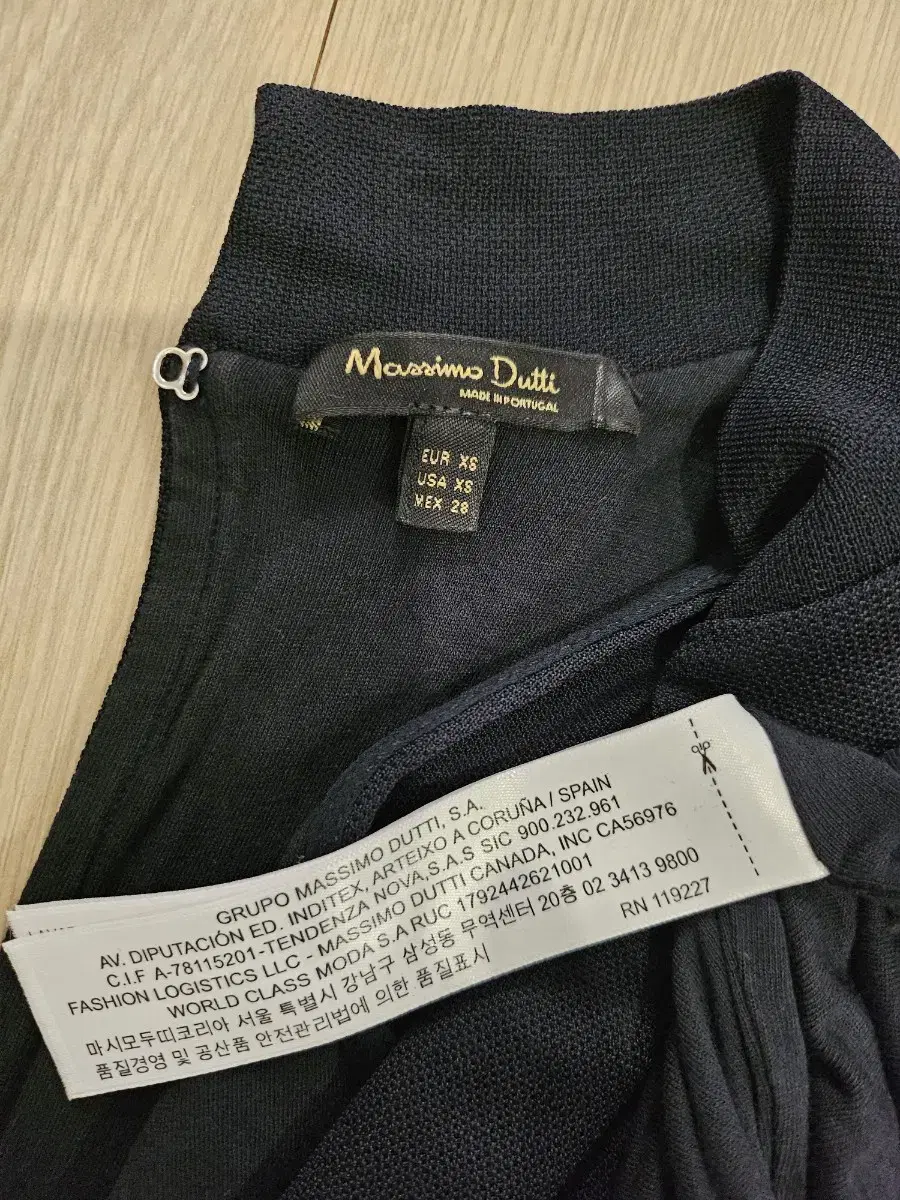 Massimo Dutti
MADE IN PORTUGAL
EUR XS
USA XS
MEX 28
GRUPO MASSIMO DUTTI, S.A.
AV. DIPUTACIÓN ED. INDITEX, ARTEIXO A CORUÑA / SPAIN
C.I.F A-78115201-TENDENZA NOVA,S.A.S SIC 900.232.961
FASHION LOGISTICS LLC - MASSIMO DUTTI CANADA, INC CA56976
WORLD CLASS MODA S.A RUC 1792442621001
마시모두띠코리아 서울 특별시 강남구 삼성동 무역센터 20층 02 3413 9800
품질경영 및 공산품 안전관리법에 의한 품질표시
RN 119227